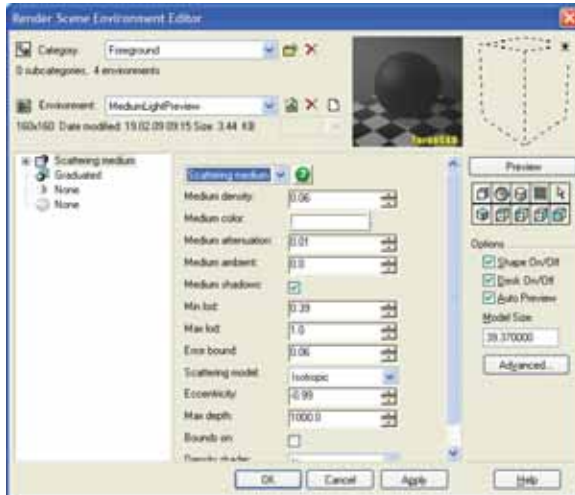 Render Scene Environment Editor
Category: Foreground
0 subcategories, 4 environments
Environment: MediumLightPreview
160x160 Date modified: 19.02.09 09:15 Size: 3.44 KB
Scattering medium
Graduated
None
None
Scattering medium
Medium density: 0.06
Medium color:
Medium attenuation: 0.01
Medium ambient: 0.0
Medium shadows:
Min lod: 0.39
Max lod: 1.0
Error bound: 0.06
Scattering model: Isotropic
Eccentricity: -0.99
Max depth: 1000.0
Bounds on:
Density shader:
Preview
Options
Shape On/Off
Desk On/Off
Auto Preview
Model Size:
39.370000
Advanced...
OK
Cancel
Apply
Help